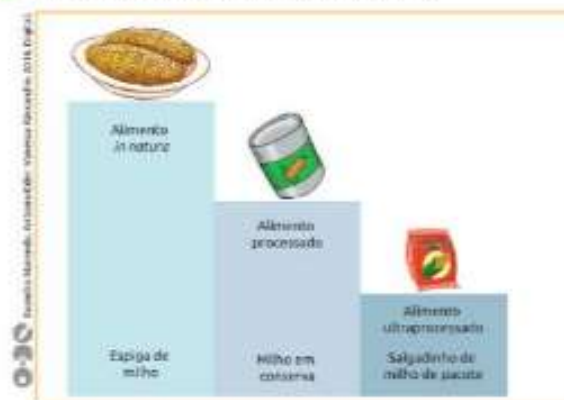 Alimento
in natura
Espiga de
milho
Alimento
processado
Milho em
conserva
Alimento
ultraprocessado
Salgadinho de
milho de pacote